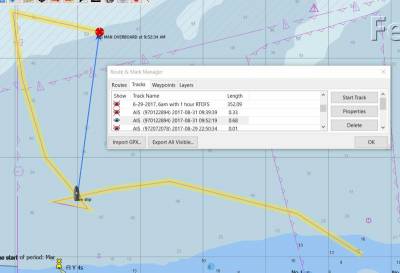 MAN OVERBOARD at 9:52:34 AM
Fe
Route & Mark Manager
Routes Tracks Waypoints Layers
Show Track Name Length
6-29-2017, 6am with 1 hour RTOFS 352.09
AIS (970122894) 2017-08-31 09:39:39 0.33
AIS (970122894) 2017-08-31 09:52:19 0.68
AIS (972072078) 2017-08-29 22:50:34 0.01
Start Track
Properties
Delete
Import GPX... Export All Visible... OK
ship
he start of period: Mar
Fl Y 4s